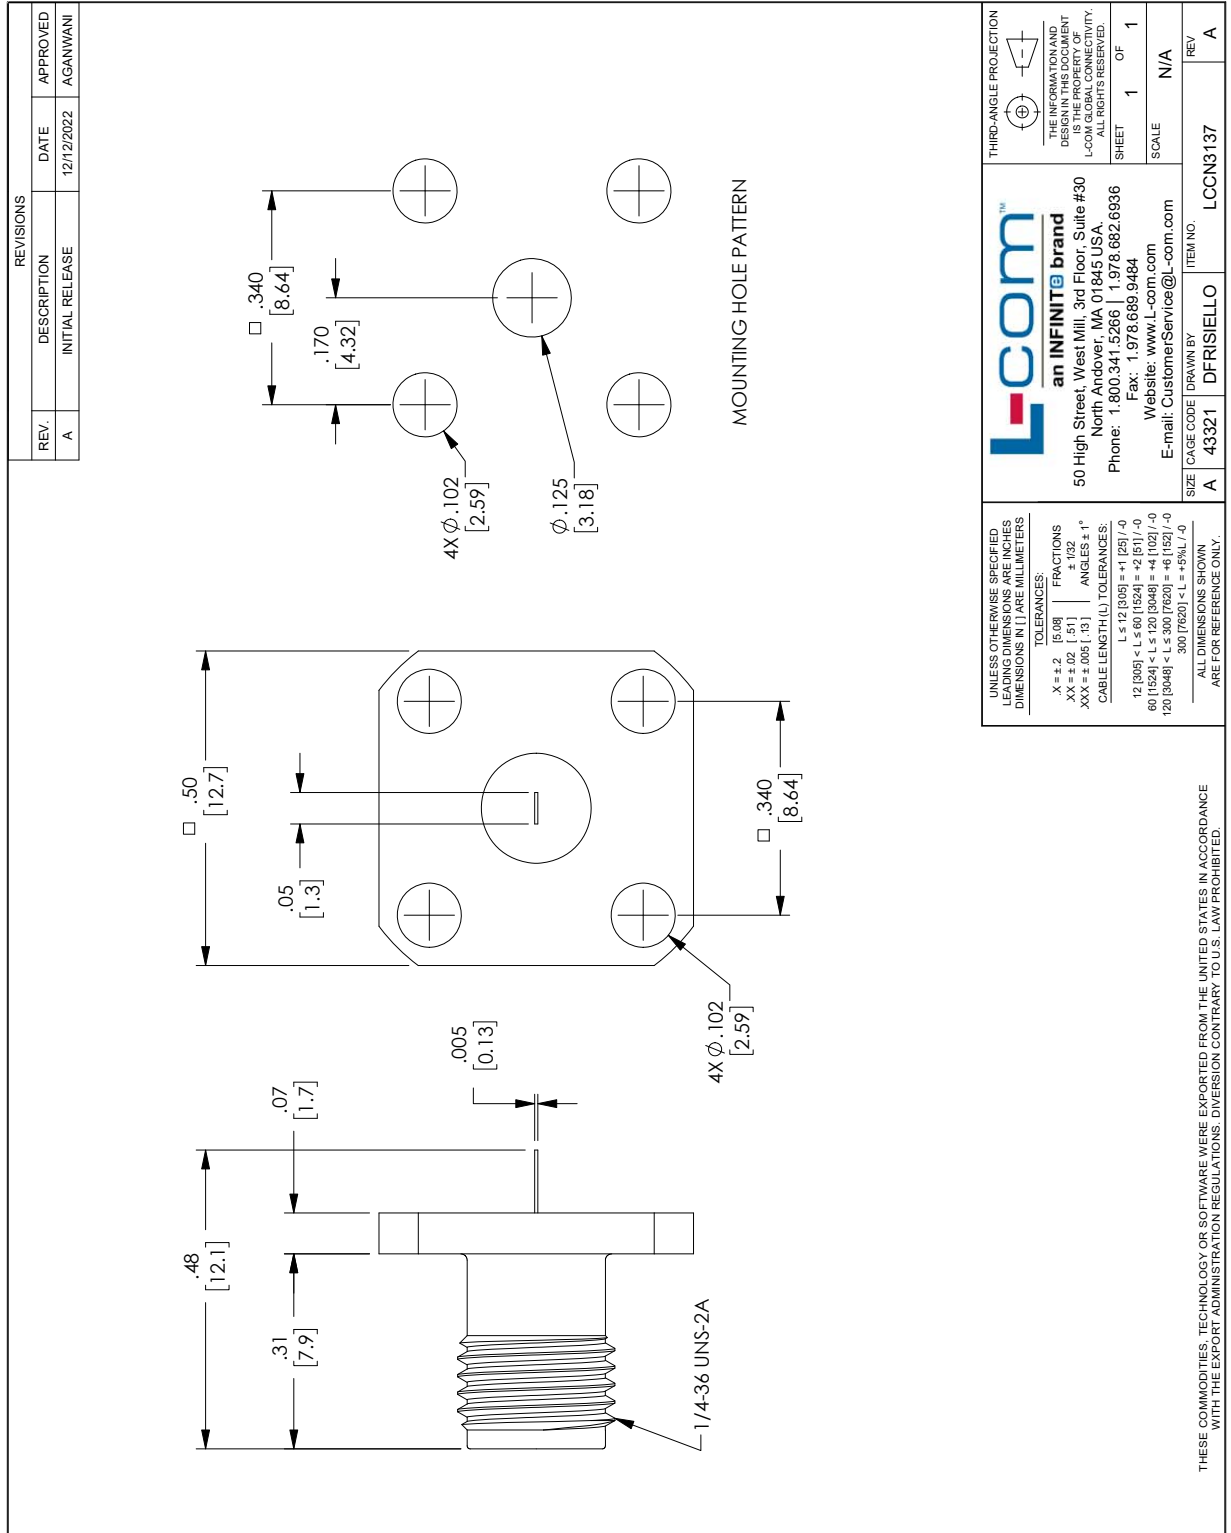 REVISIONS
REV. DESCRIPTION DATE APPROVED
A INITIAL RELEASE 12/12/2022 AGANWANI
.48
[12.1]
.31
[7.9]
.07
[1.7]
.005
[0.13]
1/4-36 UNS-2A
□ .50
[12.7]
.05
[1.3]
4X Ø.102
[2.59]
□ .340
[8.64]
□ .340
[8.64]
.170
[4.32]
4X Ø.102
[2.59]
Ø.125
[3.18]
MOUNTING HOLE PATTERN
THESE COMMODITIES, TECHNOLOGY OR SOFTWARE WERE EXPORTED FROM THE UNITED STATES IN ACCORDANCE
WITH THE EXPORT ADMINISTRATION REGULATIONS. DIVERSION CONTRARY TO U.S. LAW PROHIBITED.
UNLESS OTHERWISE SPECIFIED
LEADING DIMENSIONS ARE INCHES
DIMENSIONS IN [ ] ARE MILLIMETERS
TOLERANCES:
.X = ±.2 [5.08] FRACTIONS
.XX = ±.02 [.51] ± 1/32
.XXX = ±.005 [.13] ANGLES ± 1°
CABLE LENGTH (L) TOLERANCES:
L ≤ 12 [305] = +1 [25] / -0
12 [305] < L ≤ 60 [1524] = +2 [51] / -0
60 [1524] < L ≤ 120 [3048] = +4 [102] / -0
120 [3048] < L ≤ 300 [7620] = +6 [152] / -0
300 [7620] < L = +5%L / -0
ALL DIMENSIONS SHOWN
ARE FOR REFERENCE ONLY.
L-com™
an INFINIT⊜ brand
50 High Street, West Mill, 3rd Floor, Suite #30
North Andover, MA 01845 USA.
Phone: 1.800.341.5266 | 1.978.682.6936
Fax: 1.978.689.9484
Website: www.L-com.com
E-mail: CustomerService@L-com.com
THIRD-ANGLE PROJECTION
THE INFORMATION AND
DESIGN IN THIS DOCUMENT
IS THE PROPERTY OF
L-COM GLOBAL CONNECTIVITY.
ALL RIGHTS RESERVED.
SHEET 1 OF 1
SCALE N/A
SIZE A
CAGE CODE 43321
DRAWN BY DFRISIELLO
ITEM NO. LCCN3137
REV A